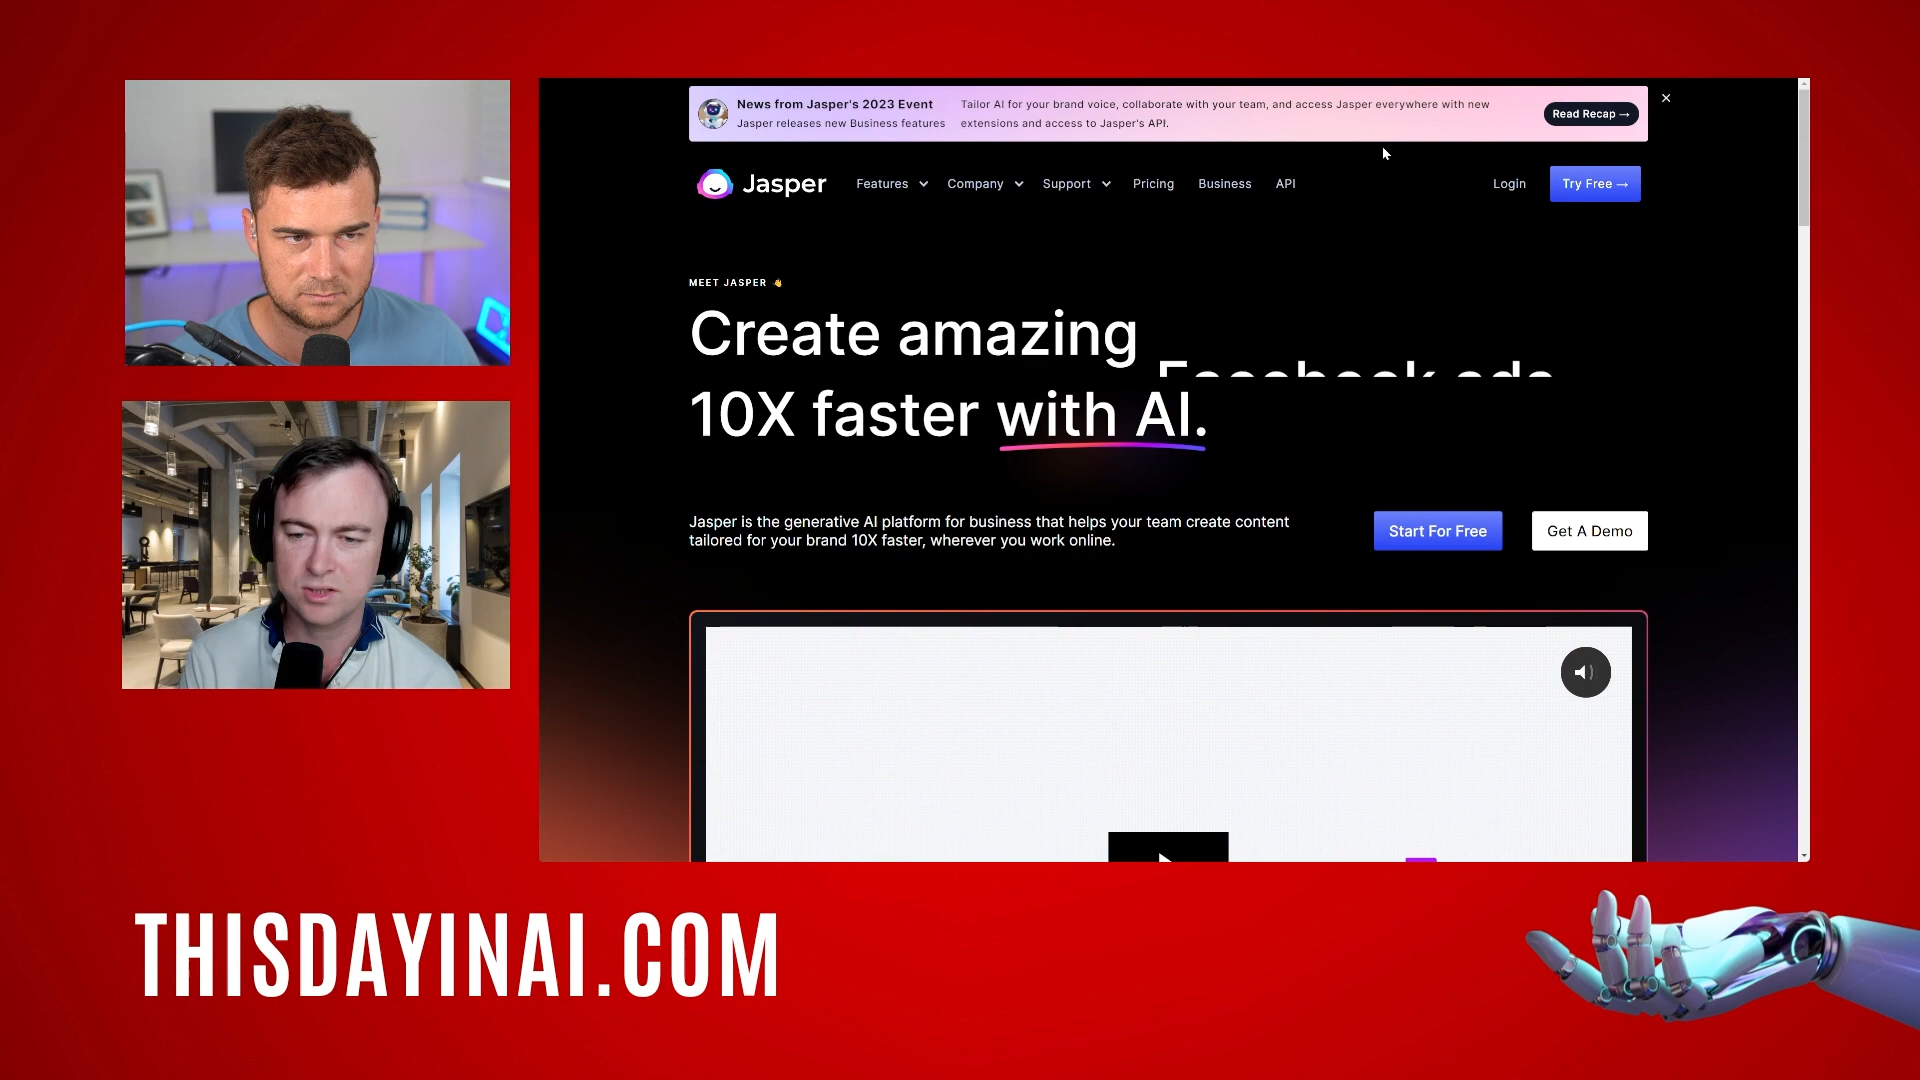 News from Jasper's 2023 Event
Jasper releases new Business features
Tailor AI for your brand voice, collaborate with your team, and access Jasper everywhere with new
extensions and access to Jasper's API.
Read Recap →
Jasper
Features
Company
Support
Pricing
Business
API
Login
Try Free →
MEET JASPER 👋
Create amazing
Facebook ads
10X faster with AI.
Jasper is the generative AI platform for business that helps your team create content
tailored for your brand 10X faster, wherever you work online.
Start For Free
Get A Demo
THISDAYINAI.COM